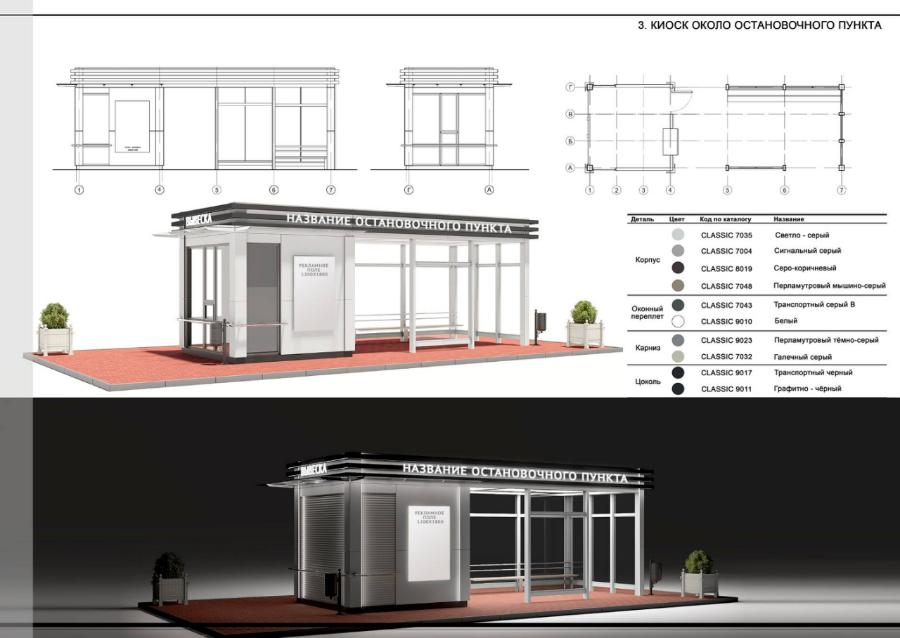 3. КИОСК ОКОЛО ОСТАНОВОЧНОГО ПУНКТА
1 4 5 6 7
Г А
Г
В
Б
А
1 2 3 4 5 6 7
ВЫВЕСКА
НАЗВАНИЕ ОСТАНОВОЧНОГО ПУНКТА
РЕКЛАМНОЕ
ПОЛЕ
1200X1800
Деталь Цвет Код по каталогу Название
Корпус
CLASSIC 7035 Светло - серый
CLASSIC 7004 Сигнальный серый
CLASSIC 8019 Серо-коричневый
CLASSIC 7048 Перламутровый мышино-серый
Оконный
переплет
CLASSIC 7043 Транспортный серый В
CLASSIC 9010 Белый
Карниз
CLASSIC 9023 Перламутровый тёмно-серый
CLASSIC 7032 Галечный серый
Цоколь
CLASSIC 9017 Транспортный черный
CLASSIC 9011 Графитно - чёрный
ВЫВЕСКА
НАЗВАНИЕ ОСТАНОВОЧНОГО ПУНКТА
РЕКЛАМНОЕ
ПОЛЕ
1200X1800